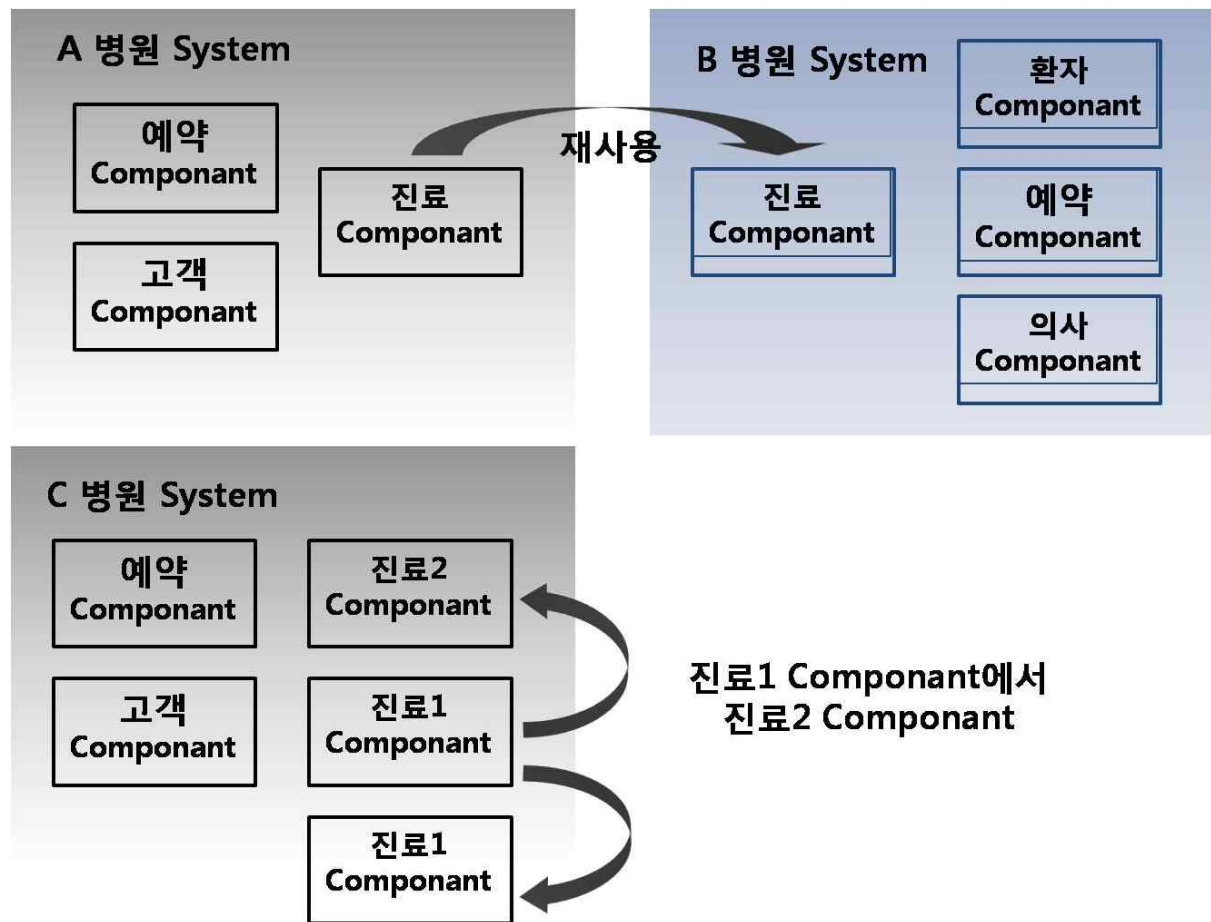 A 병원 System
예약
Componant
고객
Componant
진료
Componant
재사용
B 병원 System
진료
Componant
환자
Componant
예약
Componant
의사
Componant
C 병원 System
예약
Componant
고객
Componant
진료2
Componant
진료1
Componant
진료1
Componant
진료1 Componant에서
진료2 Componant